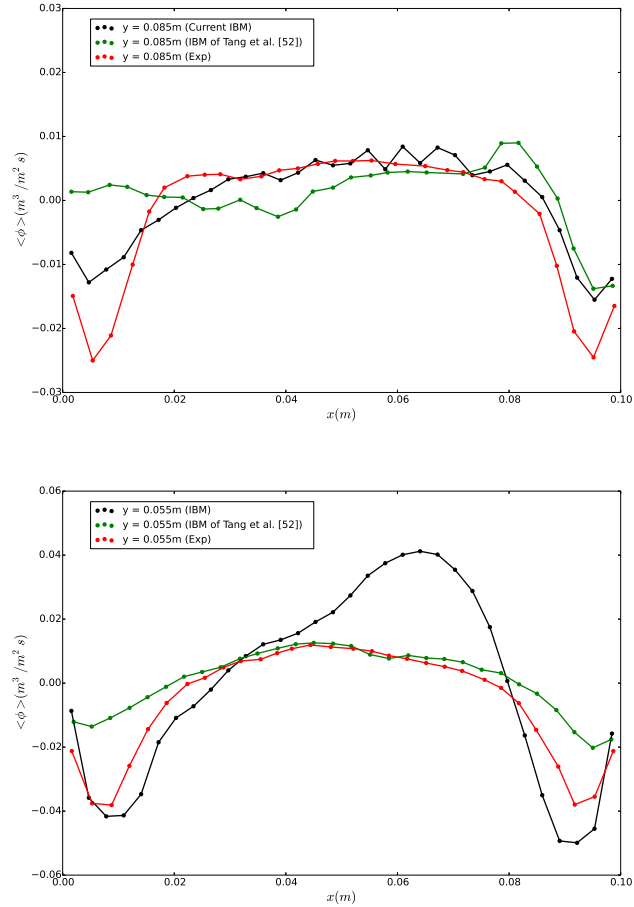 0.03
y = 0.085m (Current IBM)
y = 0.085m (IBM of Tang et al. [52])
y = 0.085m (Exp)
0.02
0.01
0.00
−0.01
−0.02
−0.03
<ϕ>(m³/m² s)
0.00 0.02 0.04 0.06 0.08 0.10
x(m)
0.06
y = 0.055m (IBM)
y = 0.055m (IBM of Tang et al. [52])
y = 0.055m (Exp)
0.04
0.02
0.00
−0.02
−0.04
−0.06
<ϕ>(m³/m² s)
0.00 0.02 0.04 0.06 0.08 0.10
x(m)